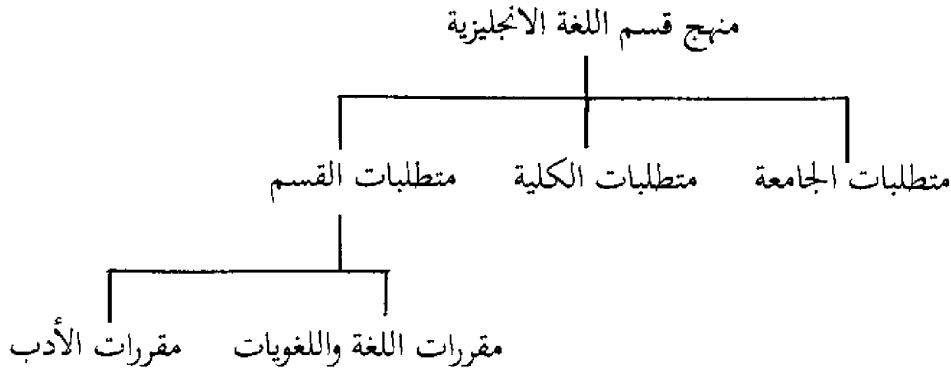 منهج قسم اللغة الانجليزية
متطلبات الجامعة متطلبات الكلية متطلبات القسم
مقررات اللغة واللغويات مقررات الأدب